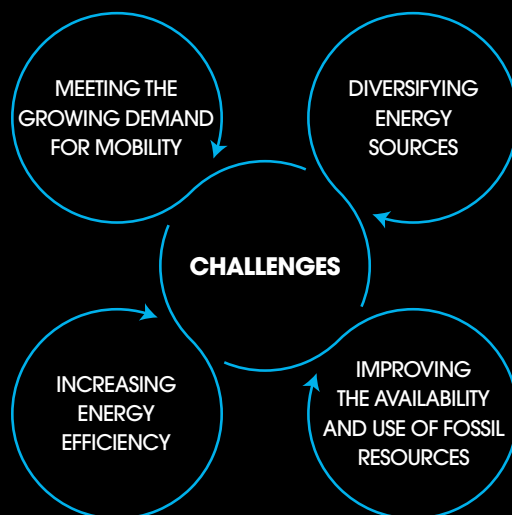 MEETING THE
GROWING DEMAND
FOR MOBILITY
DIVERSIFYING
ENERGY
SOURCES
CHALLENGES
INCREASING
ENERGY
EFFICIENCY
IMPROVING
THE AVAILABILITY
AND USE OF FOSSIL
RESOURCES